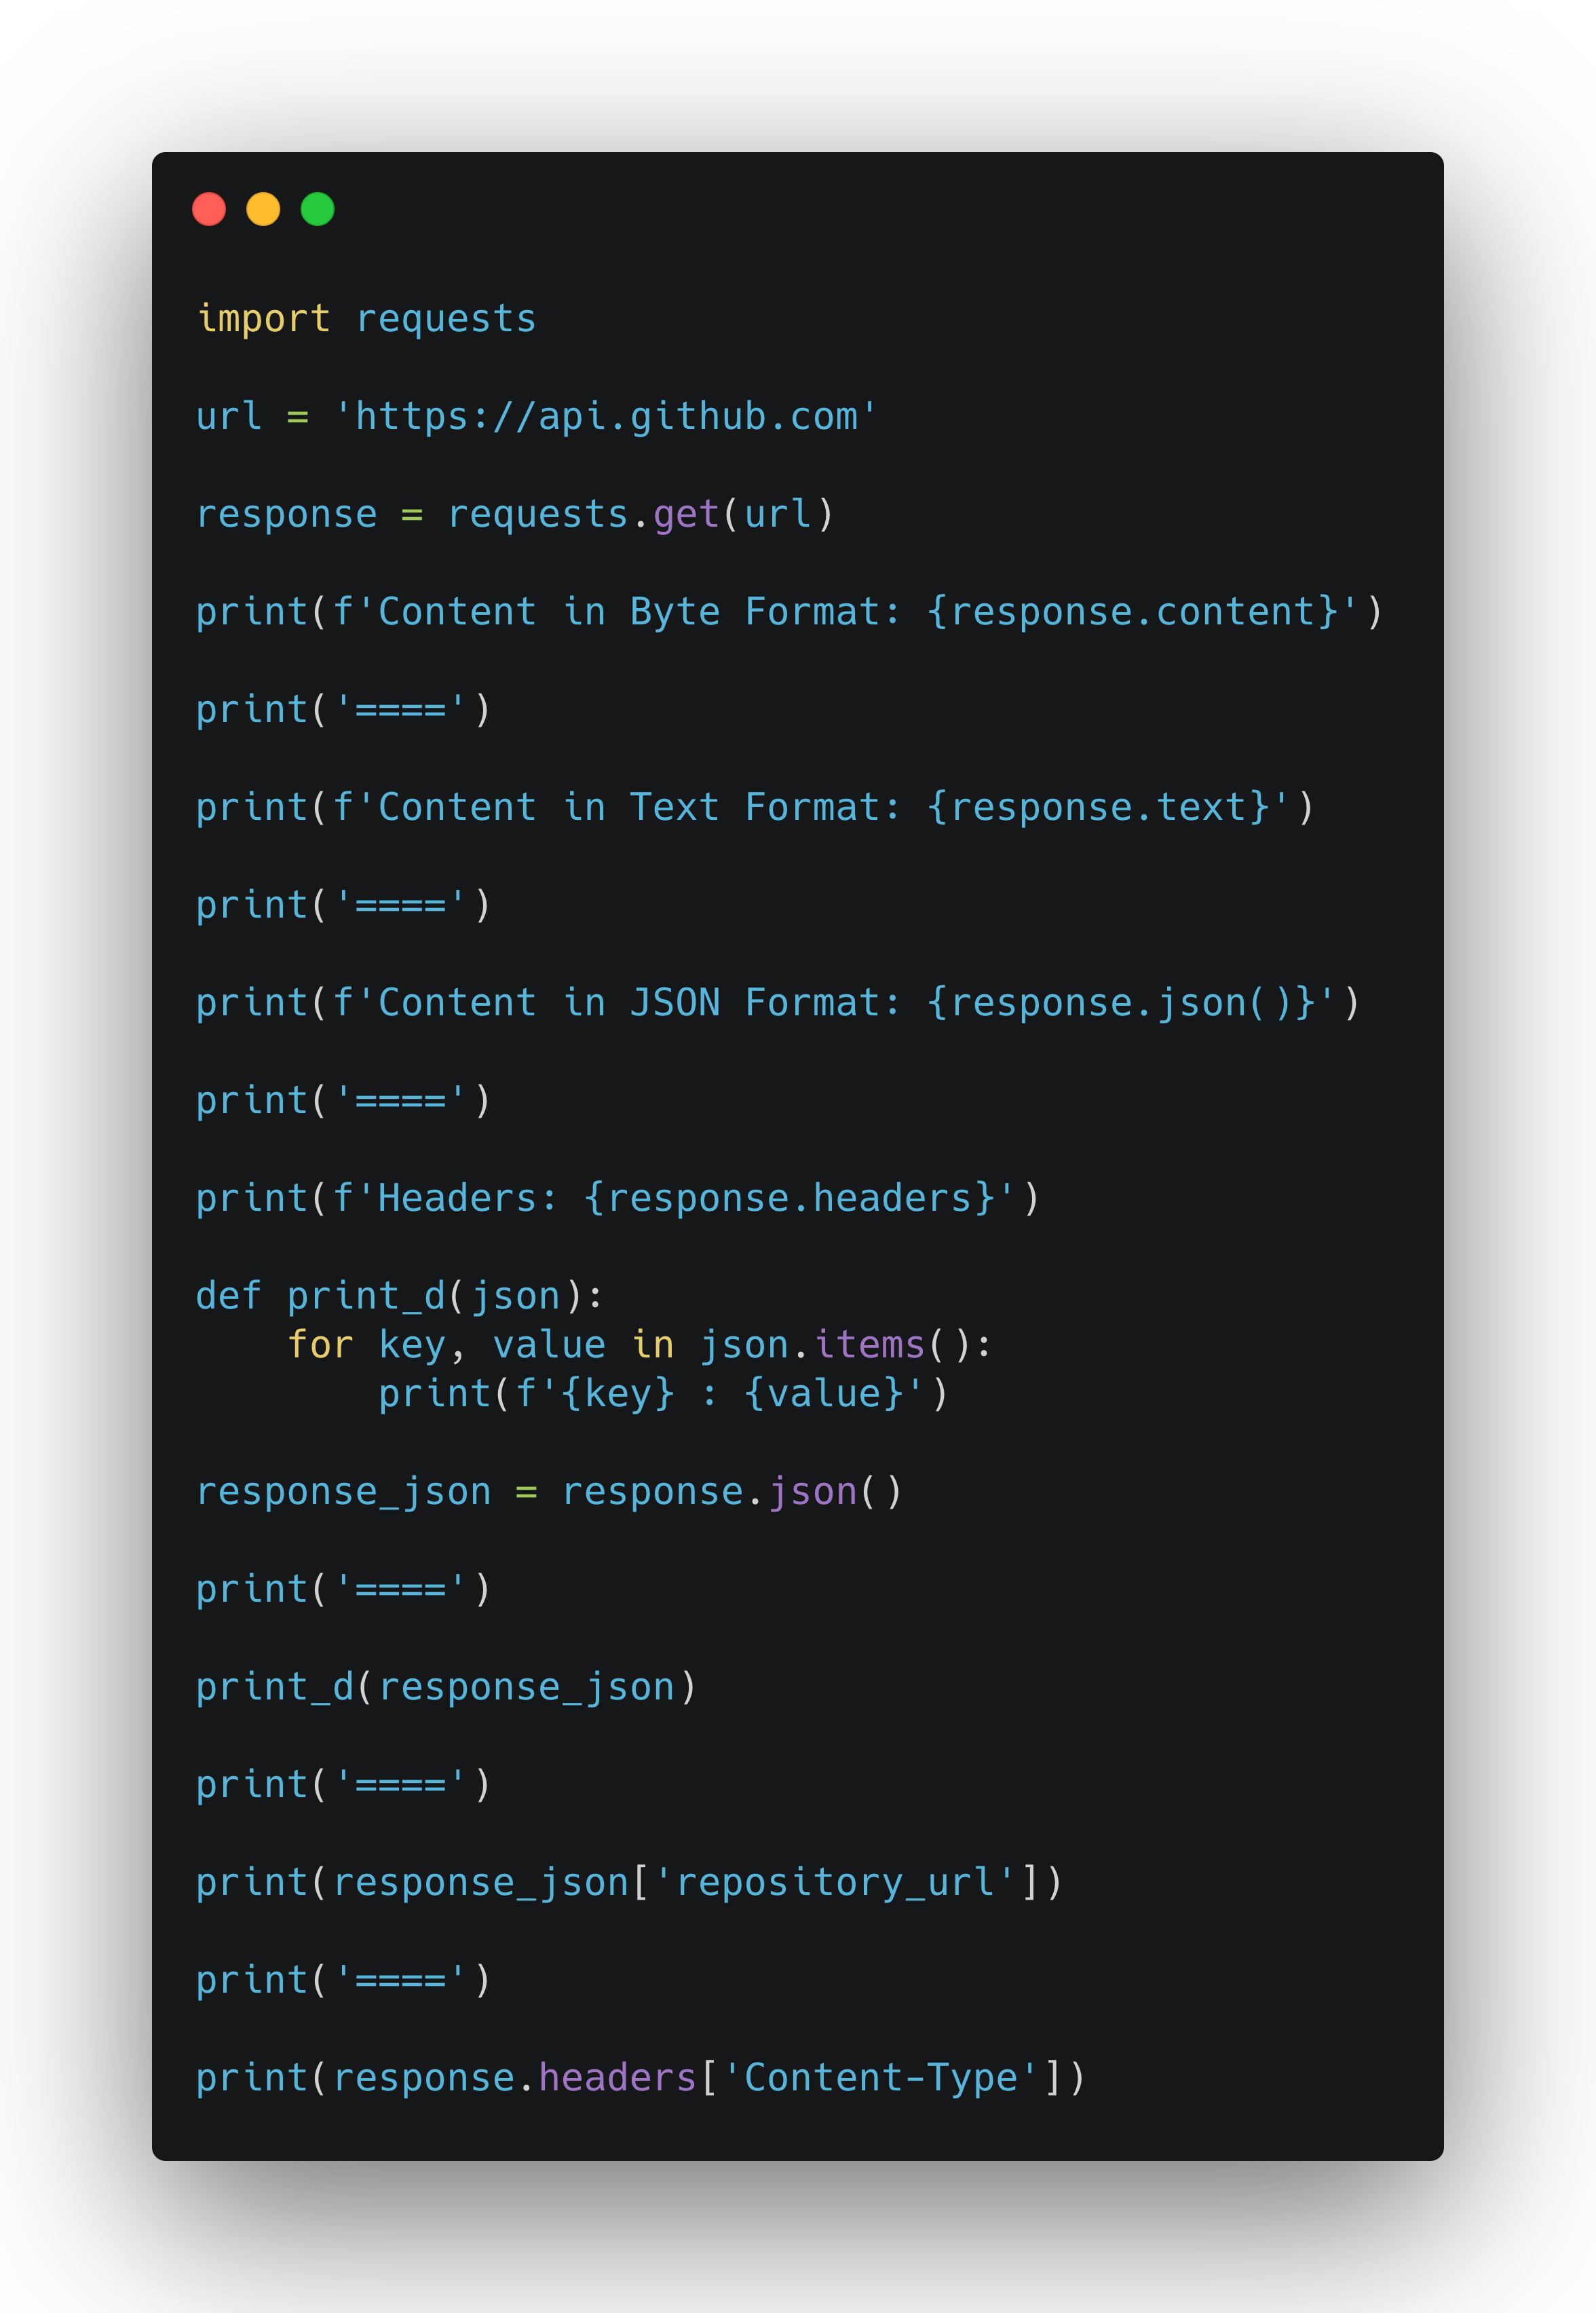 import requests
url = 'https://api.github.com'
response = requests.get(url)
print(f'Content in Byte Format: {response.content}')
print('====')
print(f'Content in Text Format: {response.text}')
print('====')
print(f'Content in JSON Format: {response.json()}')
print('====')
print(f'Headers: {response.headers}')
def print_d(json):
    for key, value in json.items():
        print(f'{key} : {value}')
response_json = response.json()
print('====')
print_d(response_json)
print('====')
print(response_json['repository_url'])
print('====')
print(response.headers['Content-Type'])